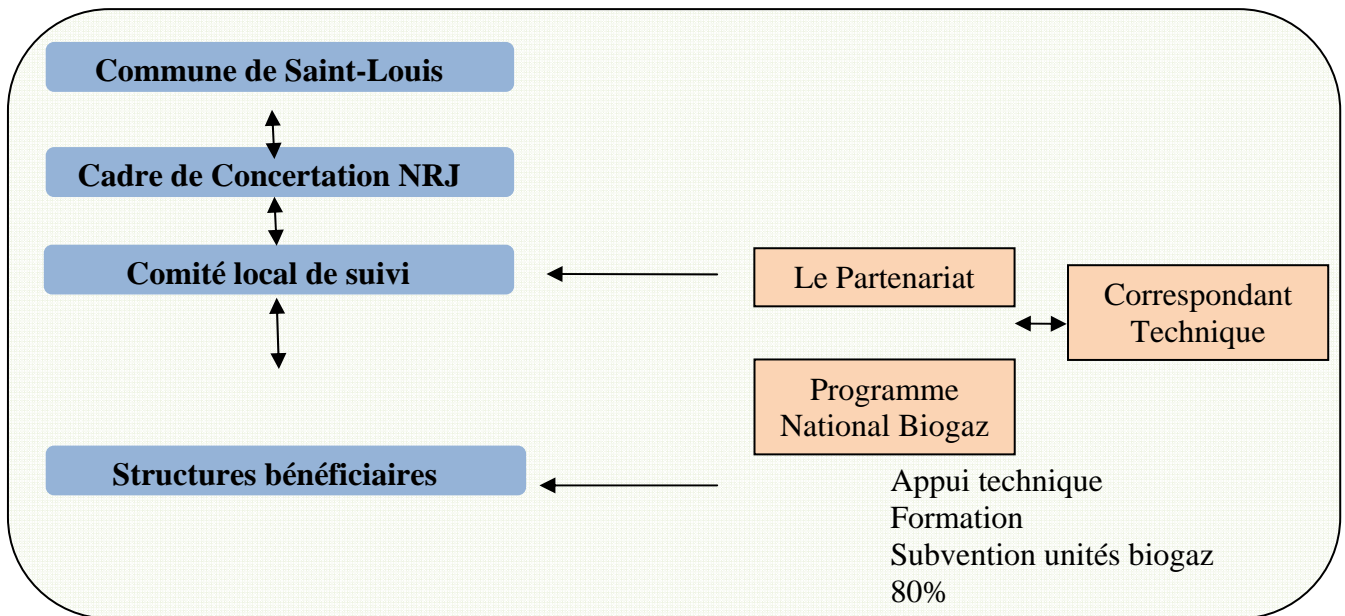 Commune de Saint-Louis
Cadre de Concertation NRJ
Comité local de suivi
Le Partenariat
Correspondant
Technique
Programme
National Biogaz
Structures bénéficiaires
Appui technique
Formation
Subvention unités biogaz
80%